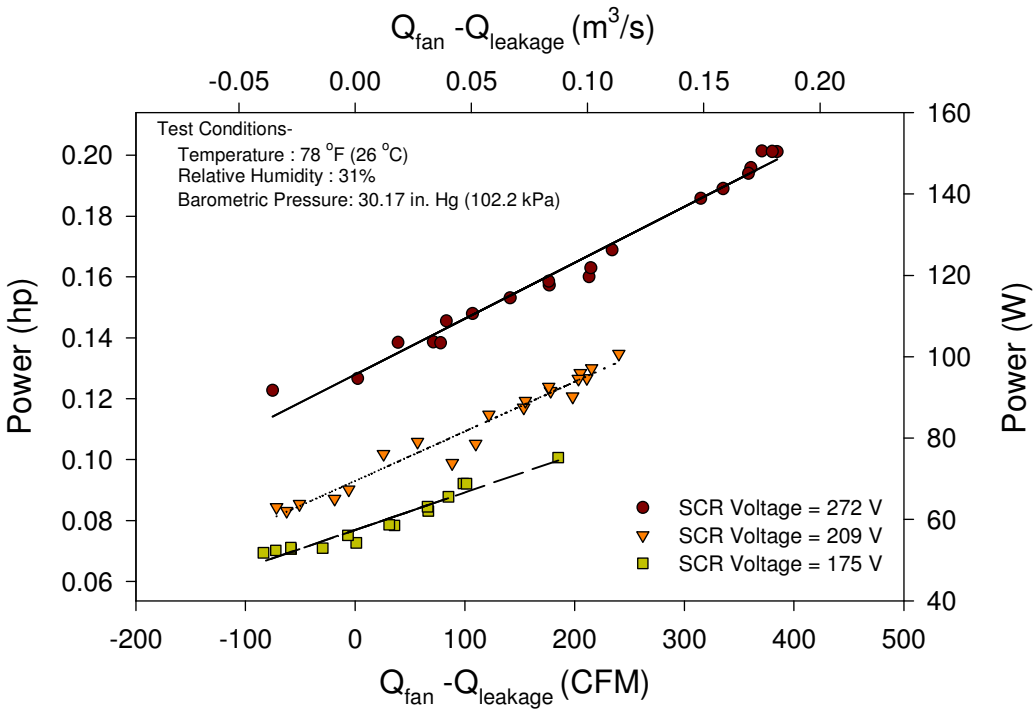 Q_fan -Q_leakage (m^3/s)
-0.05 0.00 0.05 0.10 0.15 0.20
Test Conditions-
Temperature : 78 °F (26 °C)
Relative Humidity : 31%
Barometric Pressure: 30.17 in. Hg (102.2 kPa)
Power (hp)
0.20
0.18
0.16
0.14
0.12
0.10
0.08
0.06
160
140
120
100
80
60
40
Power (W)
SCR Voltage = 272 V
SCR Voltage = 209 V
SCR Voltage = 175 V
-200 -100 0 100 200 300 400 500
Q_fan -Q_leakage (CFM)